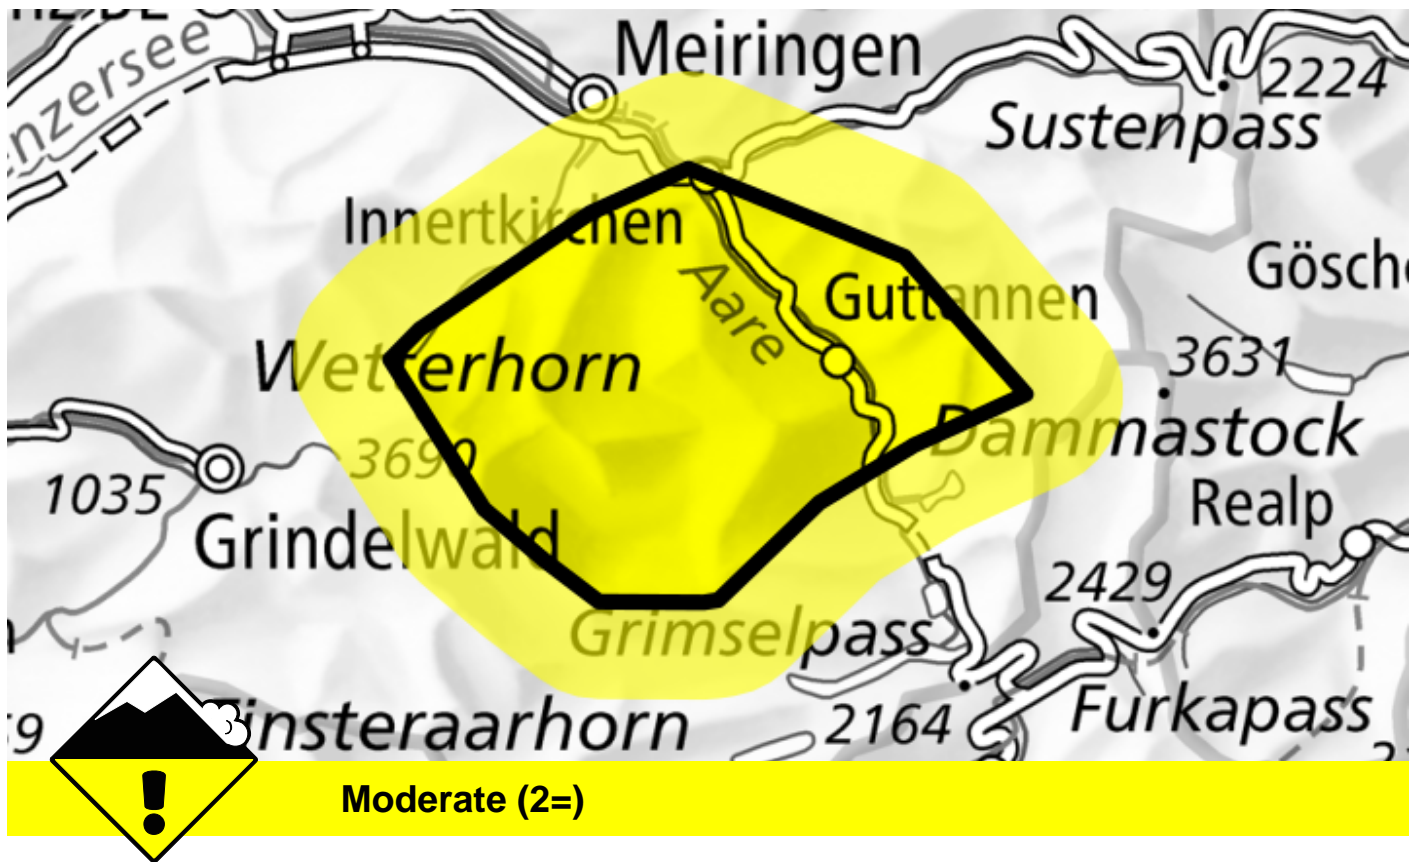 Meiringen
nzersee
2224
Sustenpass
Innertkirchen
Gösch
Guttannen
Aare
3631
Wetterhorn
Dammastock
3690
1035
Realp
Grindelwald
2429
Grimselpass
Furkapass
2164
insteraarhorn
Moderate (2=)